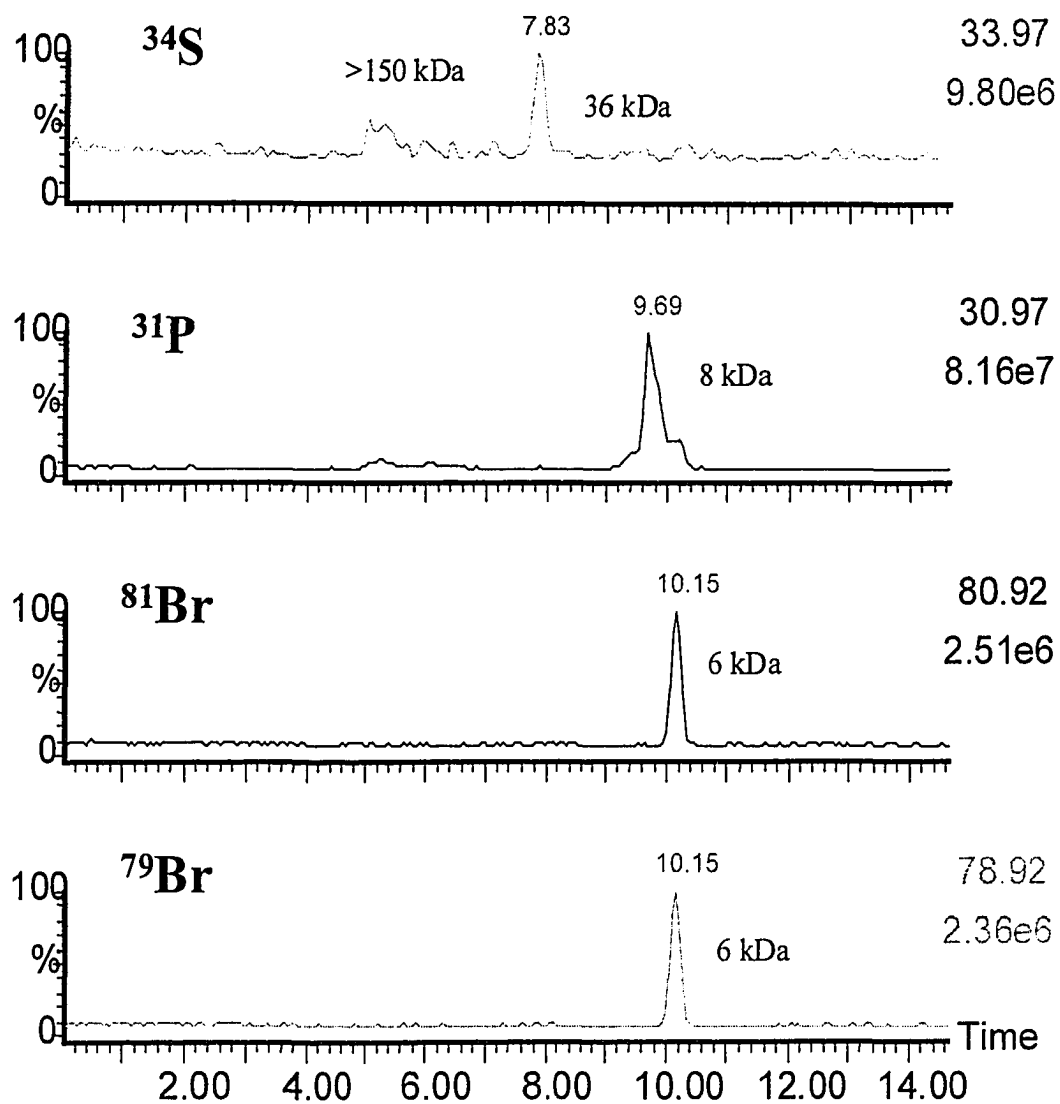 ³⁴S
7.83
33.97
9.80e6
100
%
0
>150 kDa
36 kDa
³¹P
9.69
30.97
8.16e7
100
%
0
8 kDa
⁸¹Br
10.15
80.92
2.51e6
100
%
0
6 kDa
⁷⁹Br
10.15
78.92
2.36e6
100
%
0
6 kDa
Time
2.00 4.00 6.00 8.00 10.00 12.00 14.00